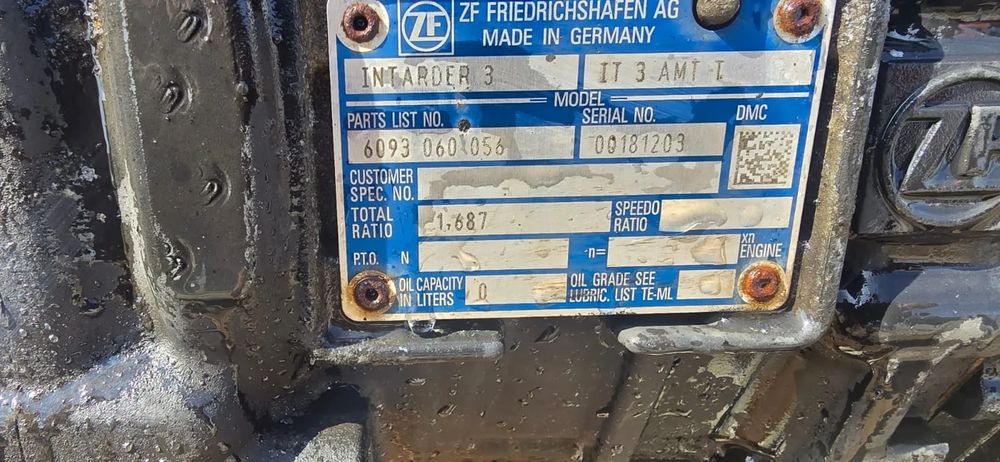 ZF ZF FRIEDRICHSHAFEN AG
MADE IN GERMANY
INTARDER 3 IT 3 AMT I
MODEL
PARTS LIST NO. SERIAL NO. DMC
6093 060 056 00181203
CUSTOMER
SPEC. NO.
TOTAL
RATIO 1,687 SPEEDO
RATIO
P.T.O. N -n= xn
ENGINE
OIL CAPACITY
IN LITERS 0 OIL GRADE SEE
LUBRIC. LIST TE-ML
ZF